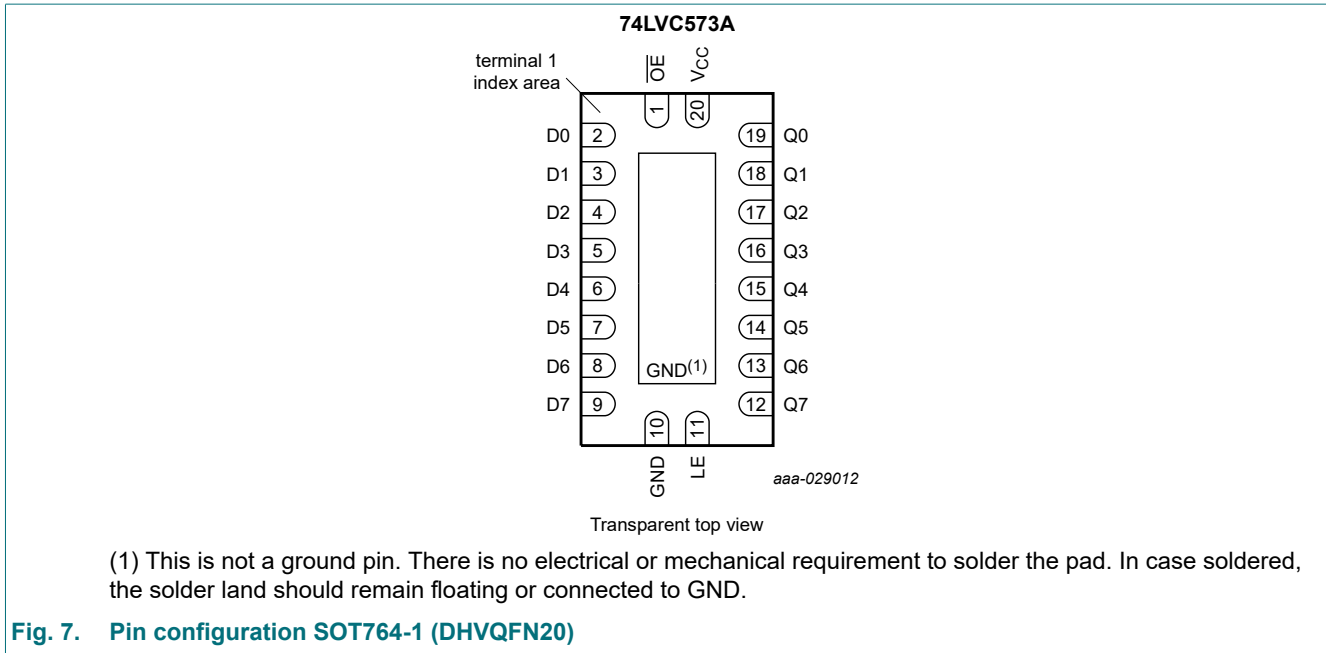 74LVC573A
terminal 1
index area
OE VCC
1 20
D0 2 19 Q0
D1 3 18 Q1
D2 4 17 Q2
D3 5 16 Q3
D4 6 15 Q4
D5 7 14 Q5
D6 8 GND(1) 13 Q6
D7 9 12 Q7
10 11
GND LE
aaa-029012
Transparent top view
(1) This is not a ground pin. There is no electrical or mechanical requirement to solder the pad. In case soldered,
the solder land should remain floating or connected to GND.
Fig. 7. Pin configuration SOT764-1 (DHVQFN20)